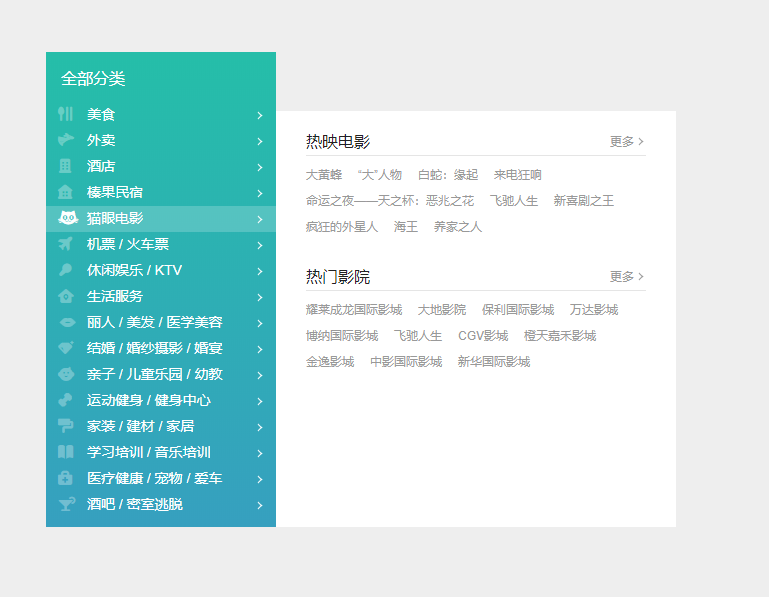 全部分类
美食
外卖
酒店
榛果民宿
猫眼电影
机票 / 火车票
休闲娱乐 / KTV
生活服务
丽人 / 美发 / 医学美容
结婚 / 婚纱摄影 / 婚宴
亲子 / 儿童乐园 / 幼教
运动健身 / 健身中心
家装 / 建材 / 家居
学习培训 / 音乐培训
医疗健康 / 宠物 / 爱车
酒吧 / 密室逃脱
热映电影 更多
大黄蜂 “大”人物 白蛇：缘起 来电狂响
命运之夜——天之杯：恶兆之花 飞驰人生 新喜剧之王
疯狂的外星人 海王 养家之人
热门影院 更多
耀莱成龙国际影城 大地影院 保利国际影城 万达影城
博纳国际影城 飞驰人生 CGV影城 橙天嘉禾影城
金逸影城 中影国际影城 新华国际影城